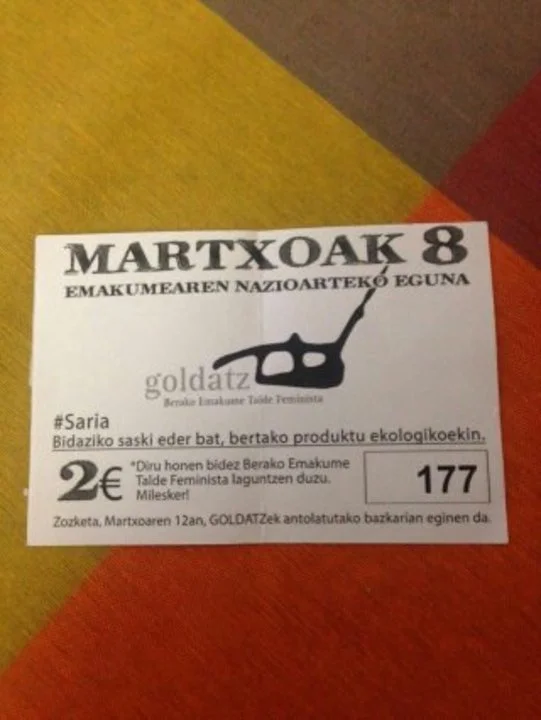 MARTXOAK 8
EMAKUMEAREN NAZIOARTEKO EGUNA
goldatz
Berako Emakume Talde Feminista
#Saria
Bidaziko saski eder bat, bertako produktu ekologikoekin.
2€
*Diru honen bidez Berako Emakume
Talde Feminista laguntzen duzu.
Milesker!
177
Zozketa, Martxoaren 12an, GOLDATZek antolatutako bazkarian eginen da.